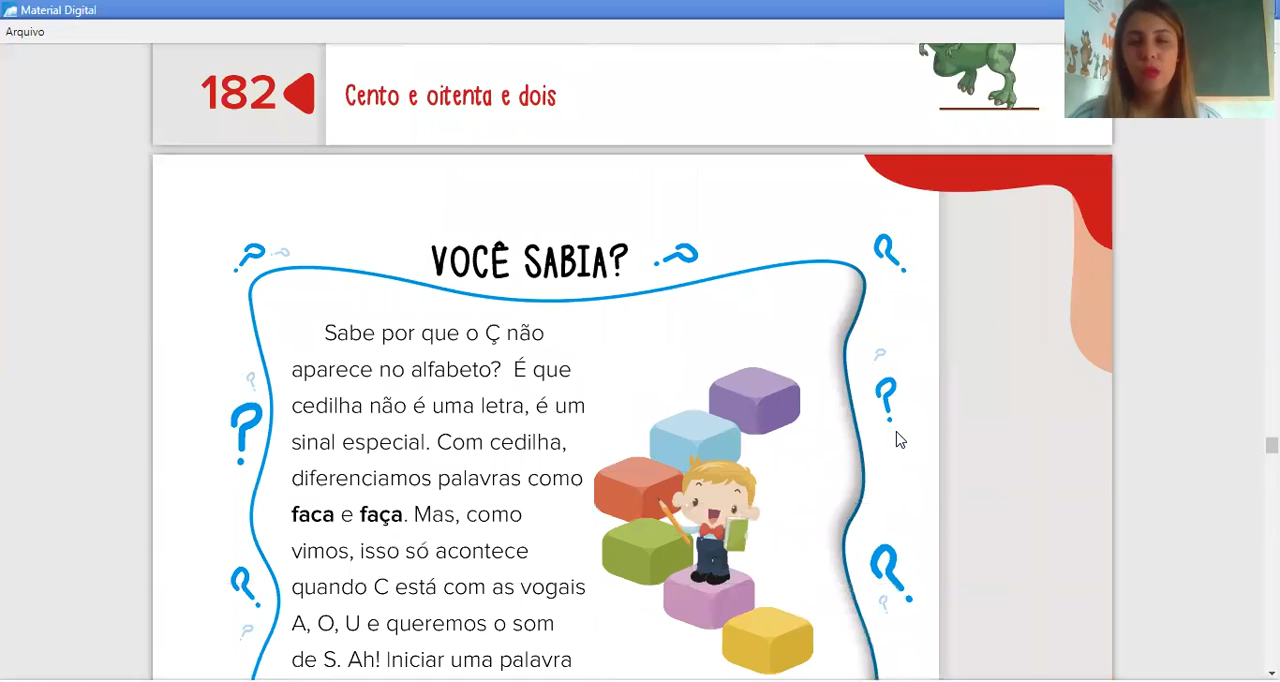 Material Digital
Arquivo
182
Cento e oitenta e dois
VOCÊ SABIA?
Sabe por que o Ç não
aparece no alfabeto? É que
cedilha não é uma letra, é um
sinal especial. Com cedilha,
diferenciamos palavras como
faca e faça. Mas, como
vimos, isso só acontece
quando C está com as vogais
A, O, U e queremos o som
de S. Ah! Iniciar uma palavra